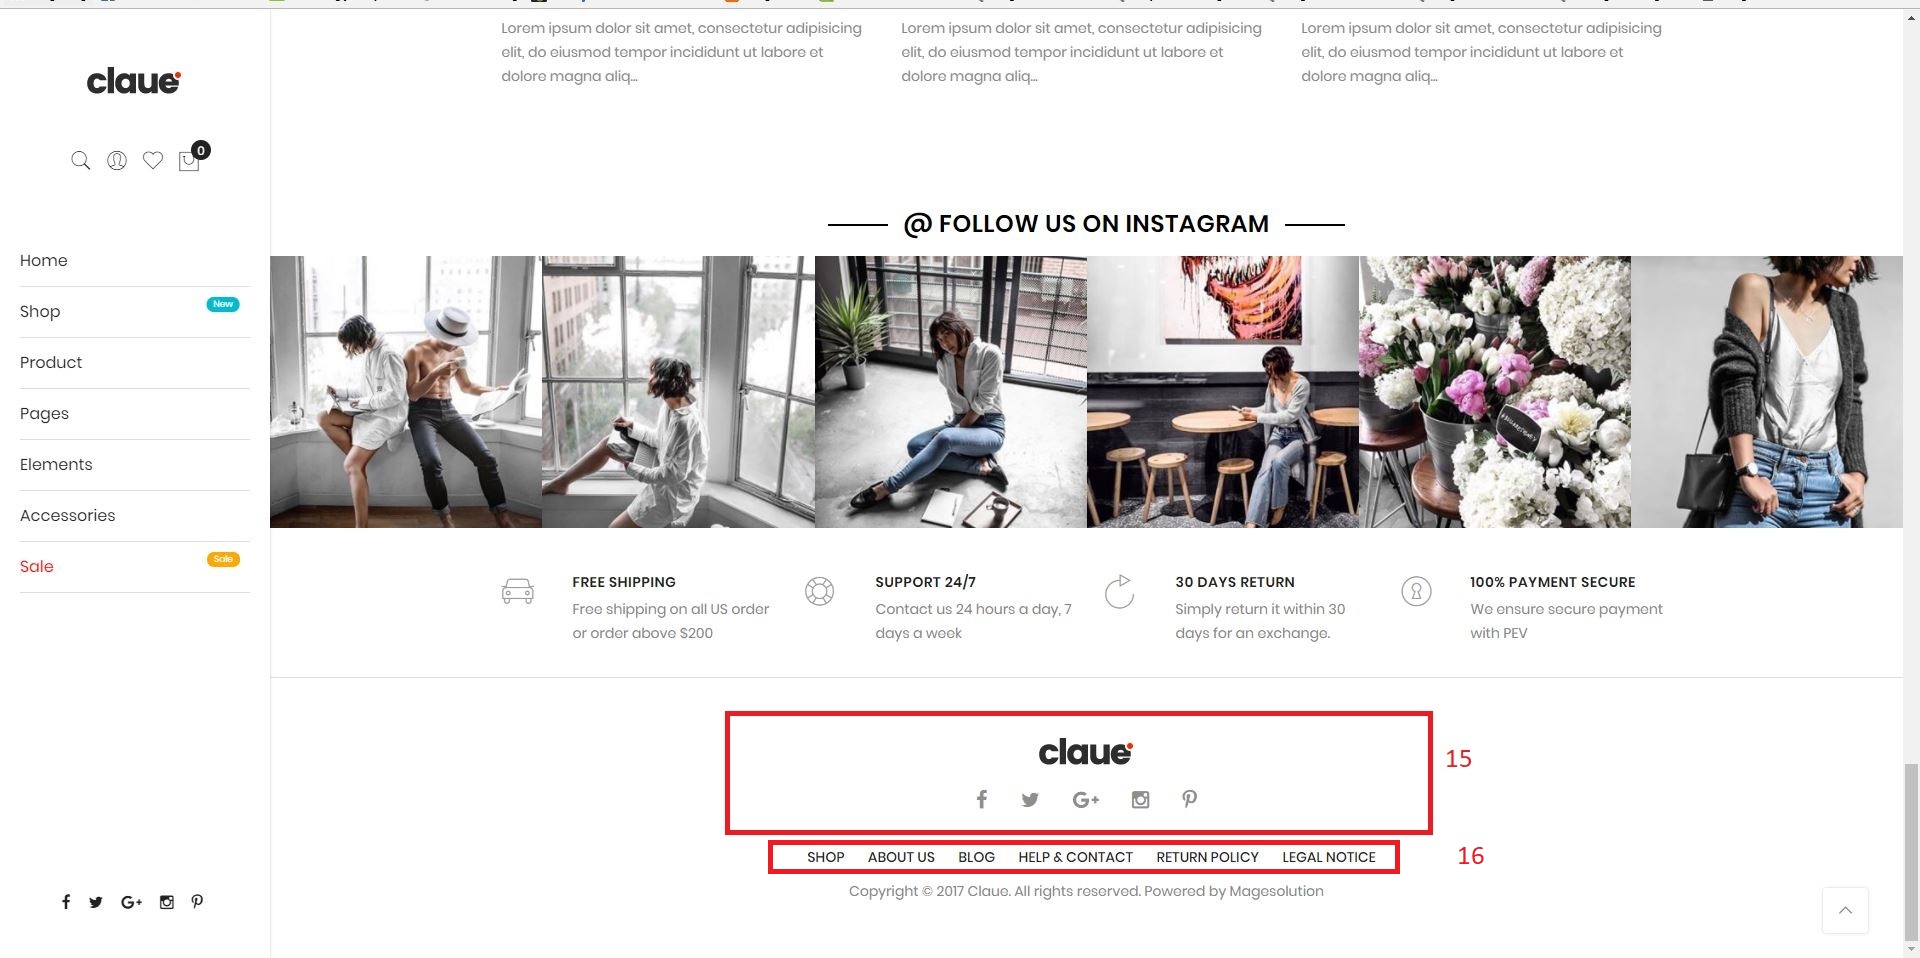 claue
0
Home
Shop
New
Product
Pages
Elements
Accessories
Sale
Sale
Lorem ipsum dolor sit amet, consectetur adipisicing
elit, do eiusmod tempor incididunt ut labore et
dolore magna aliq...
Lorem ipsum dolor sit amet, consectetur adipisicing
elit, do eiusmod tempor incididunt ut labore et
dolore magna aliq...
Lorem ipsum dolor sit amet, consectetur adipisicing
elit, do eiusmod tempor incididunt ut labore et
dolore magna aliq...
@ FOLLOW US ON INSTAGRAM
FREE SHIPPING
Free shipping on all US order
or order above $200
SUPPORT 24/7
Contact us 24 hours a day, 7
days a week
30 DAYS RETURN
Simply return it within 30
days for an exchange.
100% PAYMENT SECURE
We ensure secure payment
with PEV
claue
15
SHOP ABOUT US BLOG HELP & CONTACT RETURN POLICY LEGAL NOTICE
16
Copyright © 2017 Claue. All rights reserved. Powered by Magesolution